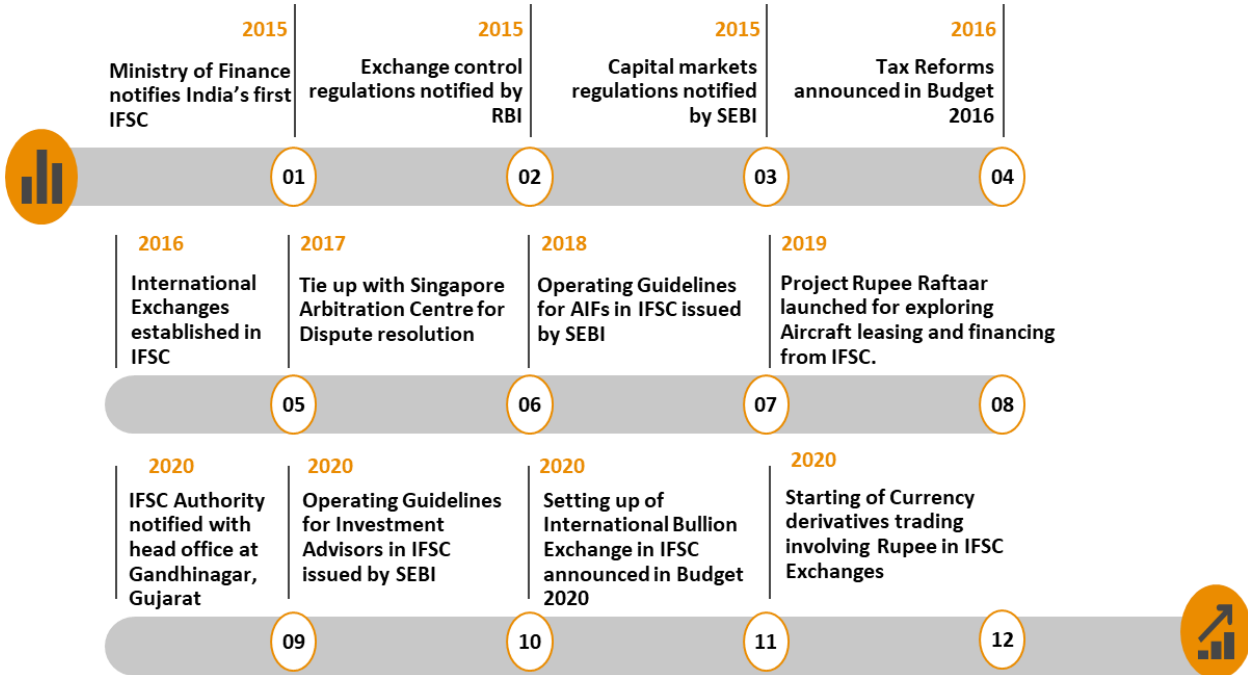 2015
Ministry of Finance
notifies India's first
IFSC
2015
Exchange control
regulations notified by
RBI
2015
Capital markets
regulations notified
by SEBI
2016
Tax Reforms
announced in Budget
2016
01
02
03
04
2016
International
Exchanges
established in
IFSC
2017
Tie up with Singapore
Arbitration Centre for
Dispute resolution
2018
Operating Guidelines
for AIFs in IFSC issued
by SEBI
2019
Project Rupee Raftaar
launched for exploring
Aircraft leasing and financing
from IFSC.
05
06
07
08
2020
IFSC Authority
notified with
head office at
Gandhinagar,
Gujarat
2020
Operating Guidelines
for Investment
Advisors in IFSC
issued by SEBI
2020
Setting up of
International Bullion
Exchange in IFSC
announced in Budget
2020
2020
Starting of Currency
derivatives trading
involving Rupee in IFSC
Exchanges
09
10
11
12